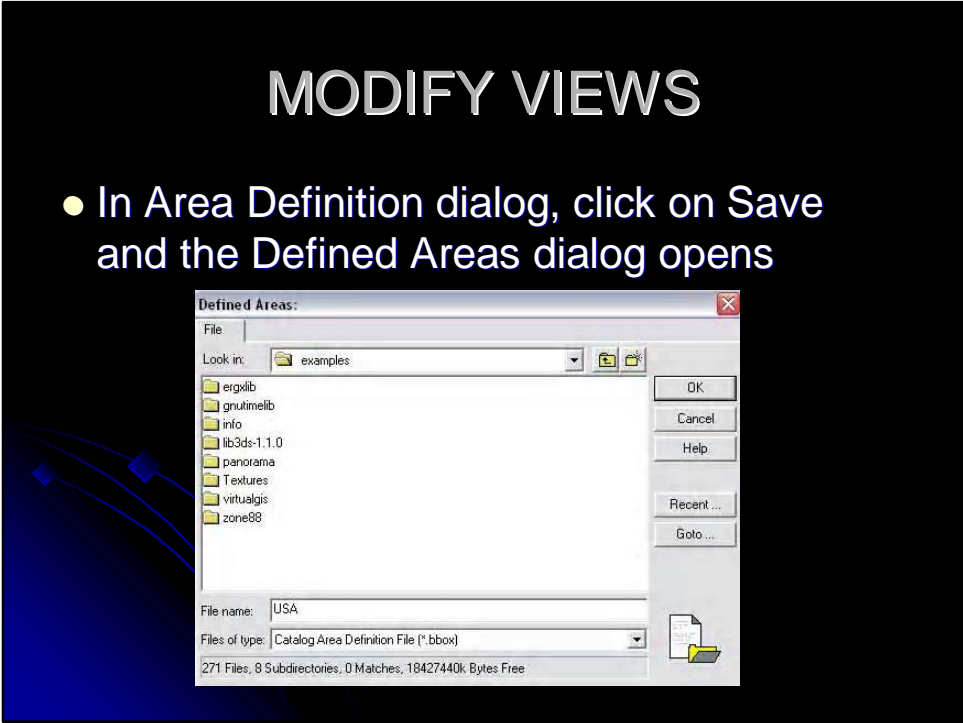 MODIFY VIEWS
In Area Definition dialog, click on Save
and the Defined Areas dialog opens
Defined Areas:
File
Look in: examples
ergxlib
gnutimelib
info
lib3ds-1.1.0
panorama
Textures
virtualgis
zone88
OK
Cancel
Help
Recent ...
Goto ...
File name: USA
Files of type: Catalog Area Definition File (*.bbox)
271 Files, 8 Subdirectories, 0 Matches, 18427440k Bytes Free